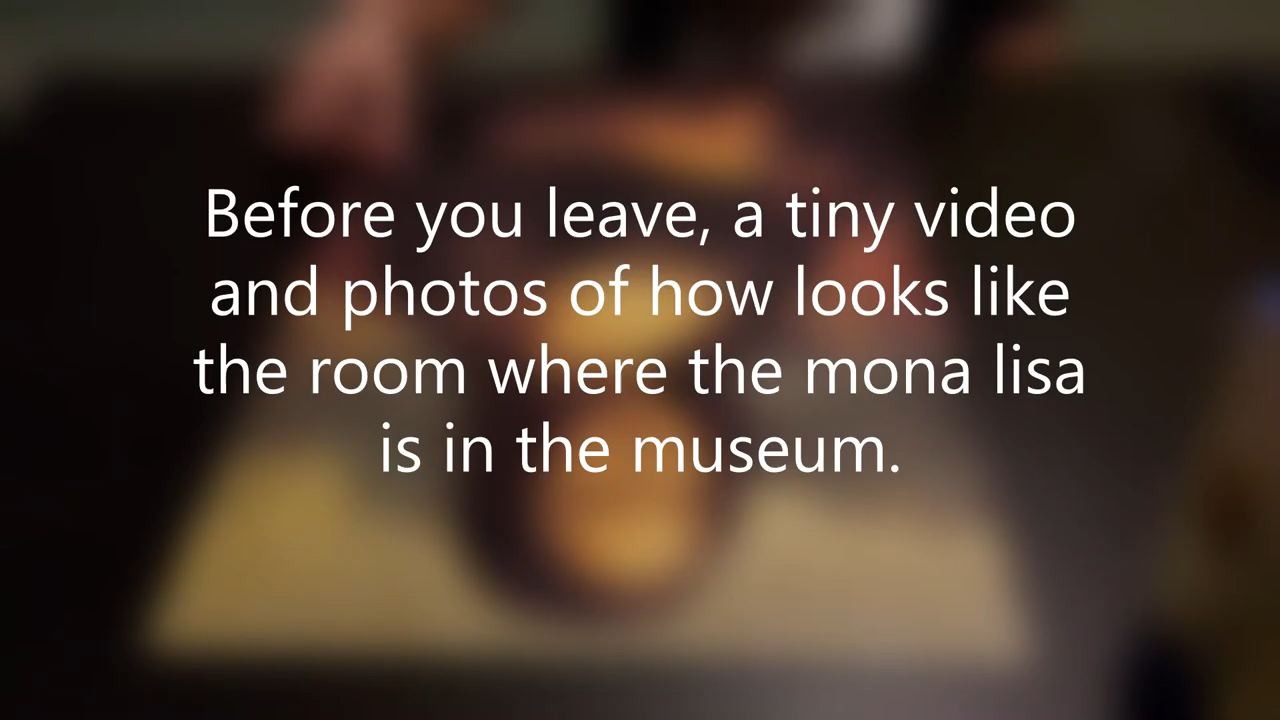 Before you leave, a tiny video
and photos of how looks like
the room where the mona lisa
is in the museum.